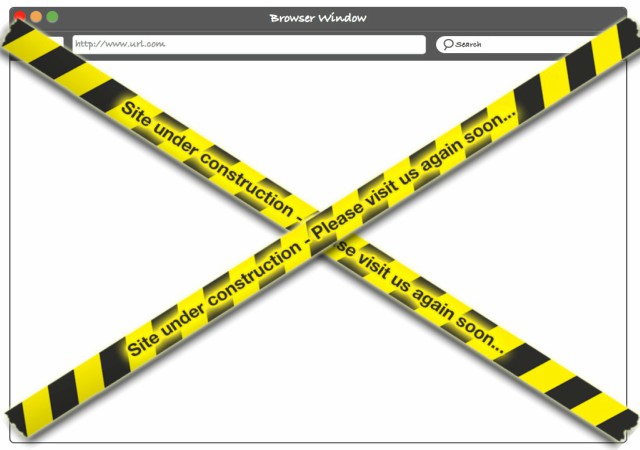 Browser Window
http://www.url.com
Search
Site under construction -
se visit us again soon...
Site under construction - Please visit us again soon...